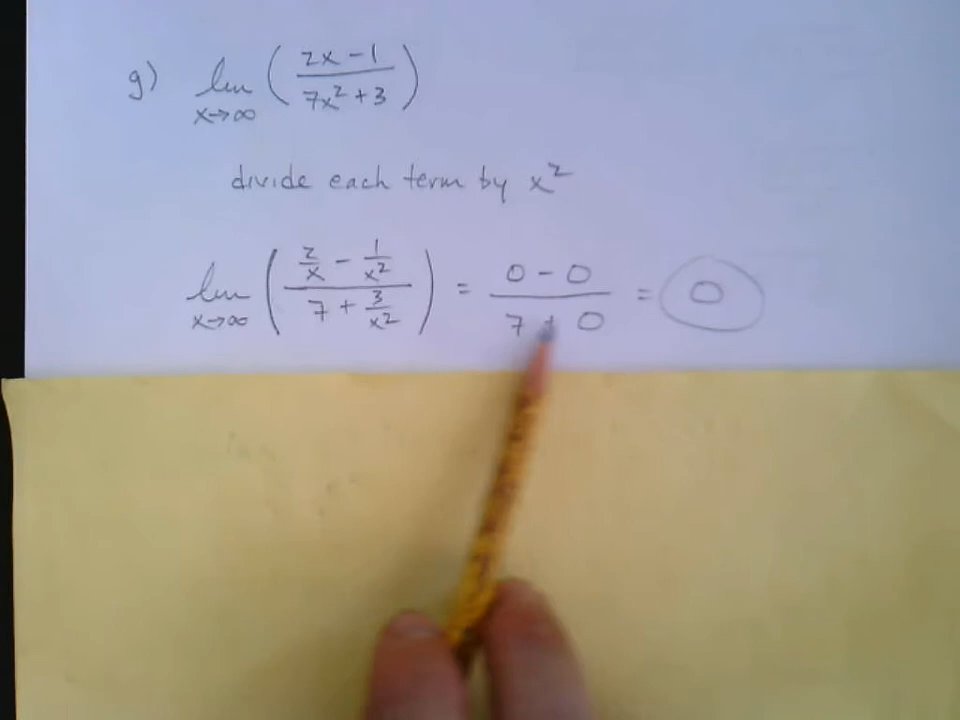 g) lim x→∞ ( (2x - 1) / (7x² + 3) )
divide each term by x²
lim x→∞ ( (2/x - 1/x²) / (7 + 3/x²) ) = (0 - 0) / (7 + 0) = 0